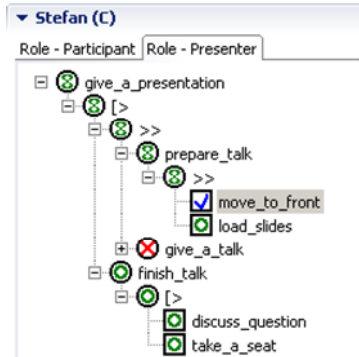 Stefan (C)
Role - Participant Role - Presenter
give_a_presentation
[>
>>
prepare_talk
>>
move_to_front
load_slides
give_a_talk
finish_talk
[>
discuss_question
take_a_seat